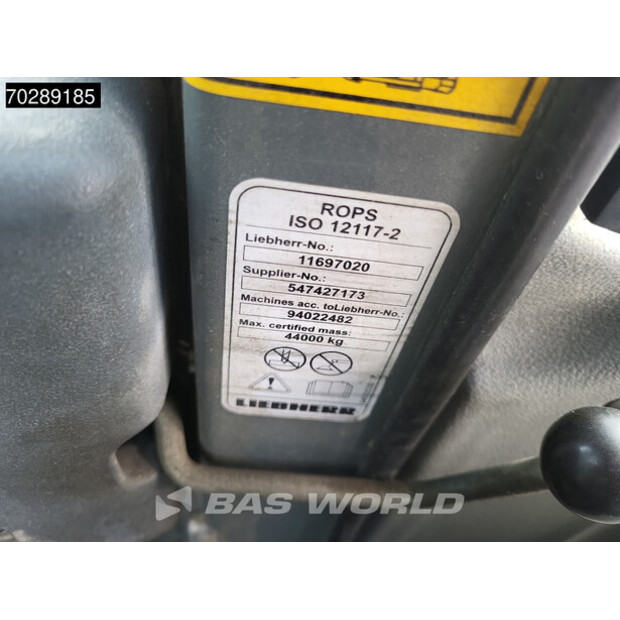 70289185
ROPS
ISO 12117-2
Liebherr-No.:
11697020
Supplier-No.:
547427173
Machines acc. toLiebherr-No.:
94022482
Max. certified mass:
44000 kg
LIEBHERR
BAS WORLD